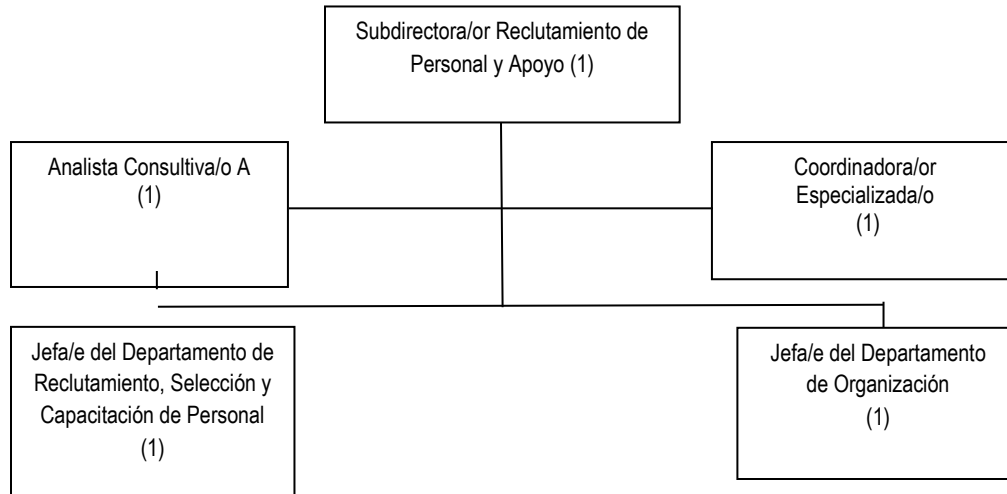 Subdirectora/or Reclutamiento de
Personal y Apoyo (1)
Analista Consultiva/o A
(1)
Coordinadora/or
Especializada/o
(1)
Jefa/e del Departamento de
Reclutamiento, Selección y
Capacitación de Personal
(1)
Jefa/e del Departamento
de Organización
(1)